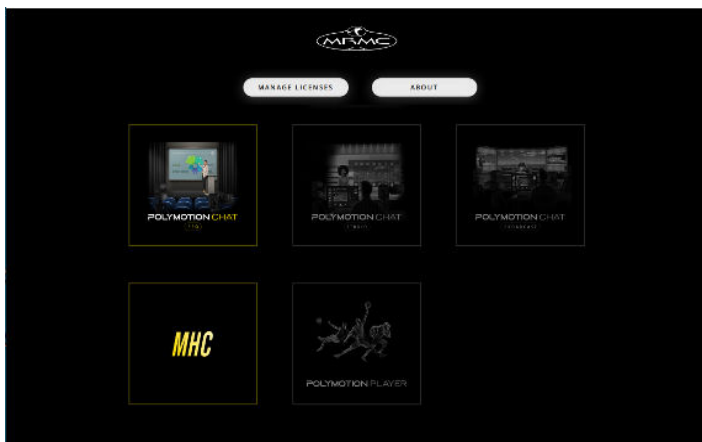 MRMC
MANAGE LICENSES
ABOUT
POLYMOTION CHAT
POLYMOTION CHAT
POLYMOTION CHAT
MHC
POLYMOTION PLAYER